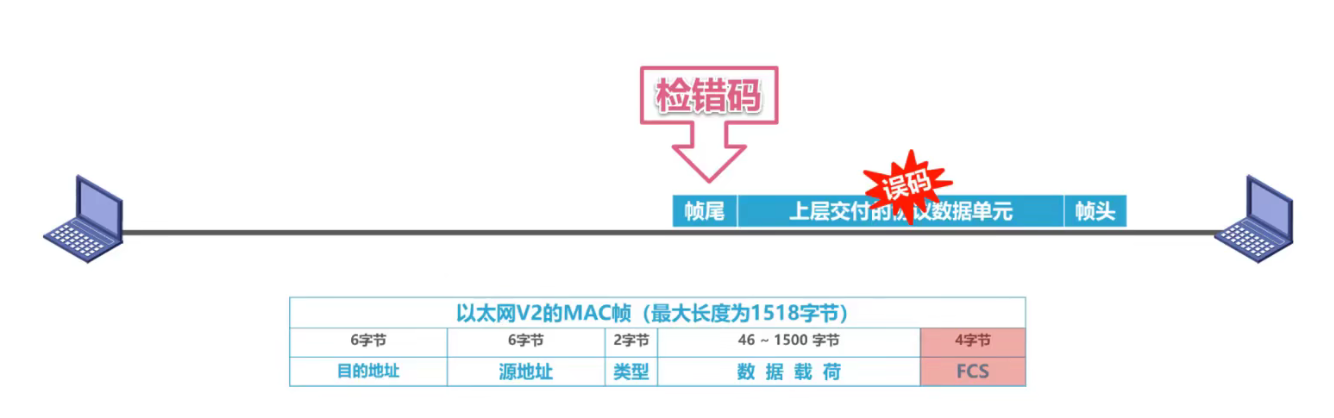 检错码
误码
帧尾 上层交付的协议数据单元 帧头
以太网V2的MAC帧（最大长度为1518字节）
6字节 6字节 2字节 46 ~ 1500 字节 4字节
目的地址 源地址 类型 数 据 载 荷 FCS